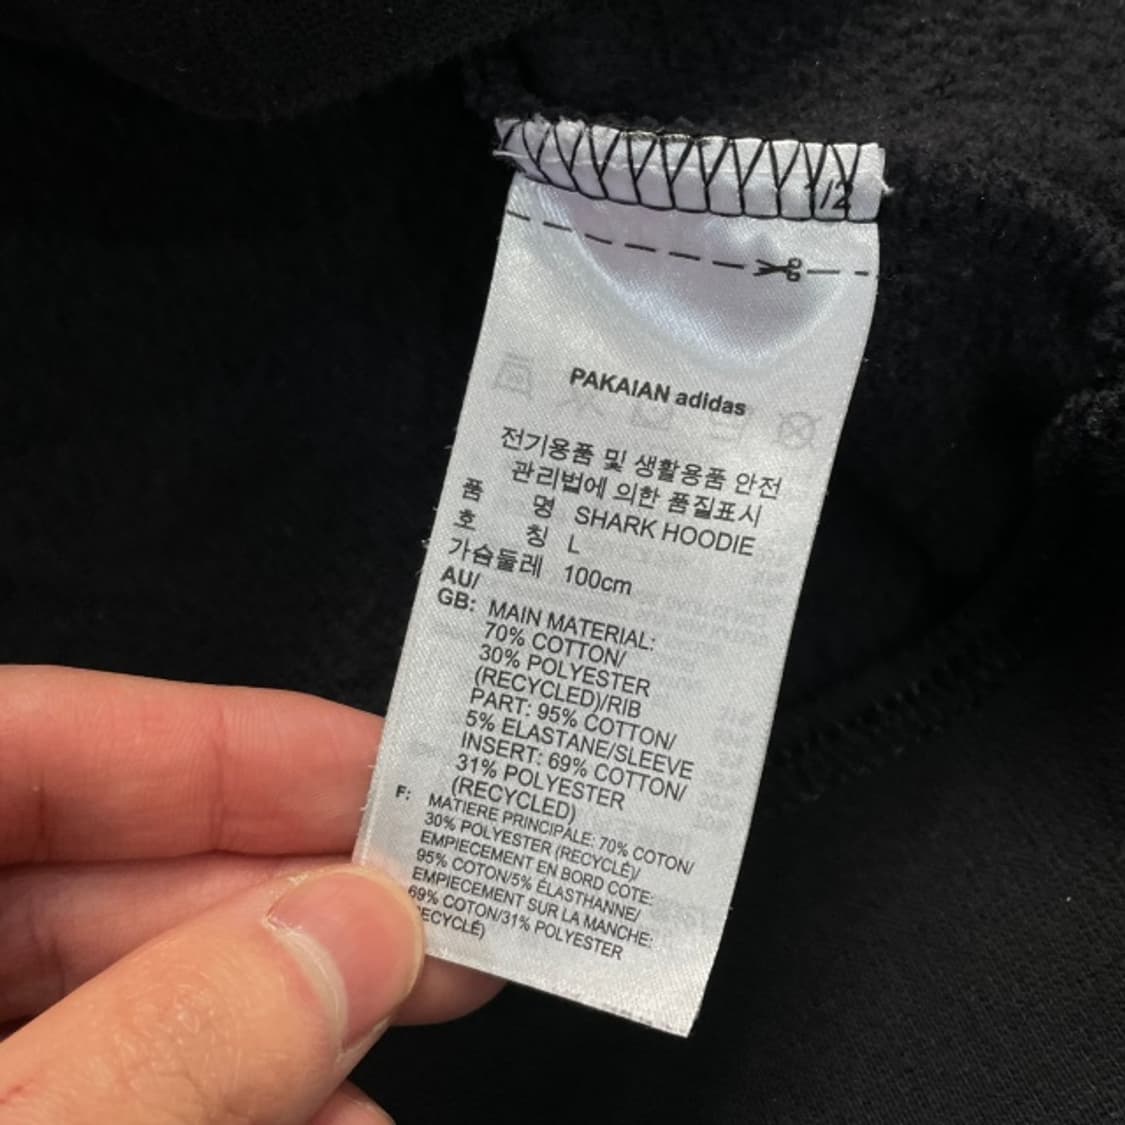 1/2
PAKAIAN adidas
전기용품 및 생활용품 안전
관리법에 의한 품질표시
품 명 SHARK HOODIE
호 칭 L
가슴둘레 100cm
AU/
GB: MAIN MATERIAL:
70% COTTON/
30% POLYESTER
(RECYCLED)/RIB
PART: 95% COTTON/
5% ELASTANE/SLEEVE
INSERT: 69% COTTON/
31% POLYESTER
(RECYCLED)
F: MATIERE PRINCIPALE: 70% COTON/
30% POLYESTER (RECYCLÉ)/
EMPIECEMENT EN BORD COTE:
95% COTON/5% ÉLASTHANNE/
EMPIECEMENT SUR LA MANCHE:
69% COTON/31% POLYESTER
ECYCLÉ)